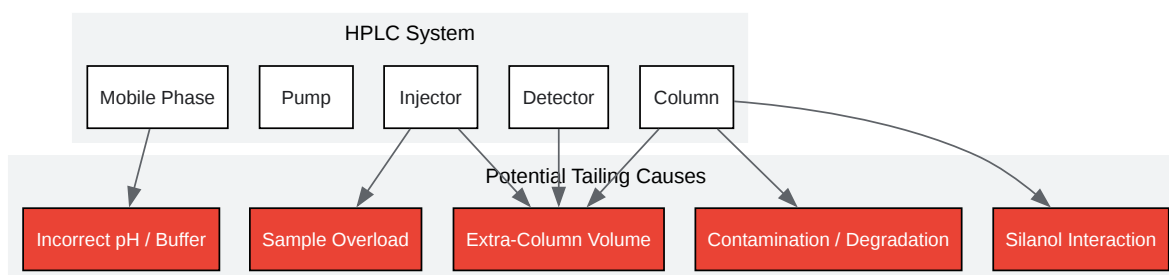 HPLC System
Mobile Phase
Pump
Injector
Detector
Column
Potential Tailing Causes
Incorrect pH / Buffer
Sample Overload
Extra-Column Volume
Contamination / Degradation
Silanol Interaction